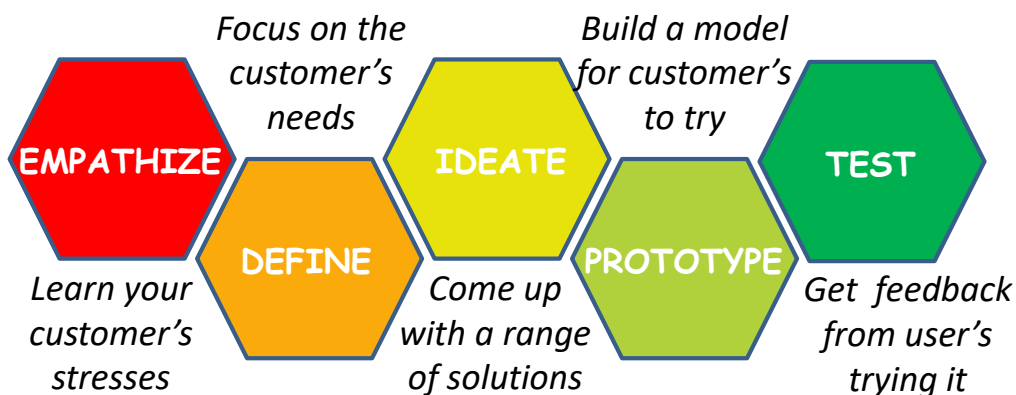 EMPATHIZE
Learn your
customer's
stresses
Focus on the
customer's
needs
DEFINE
IDEATE
Come up
with a range
of solutions
Build a model
for customer's
to try
PROTOTYPE
TEST
Get  feedback
from user's
trying it